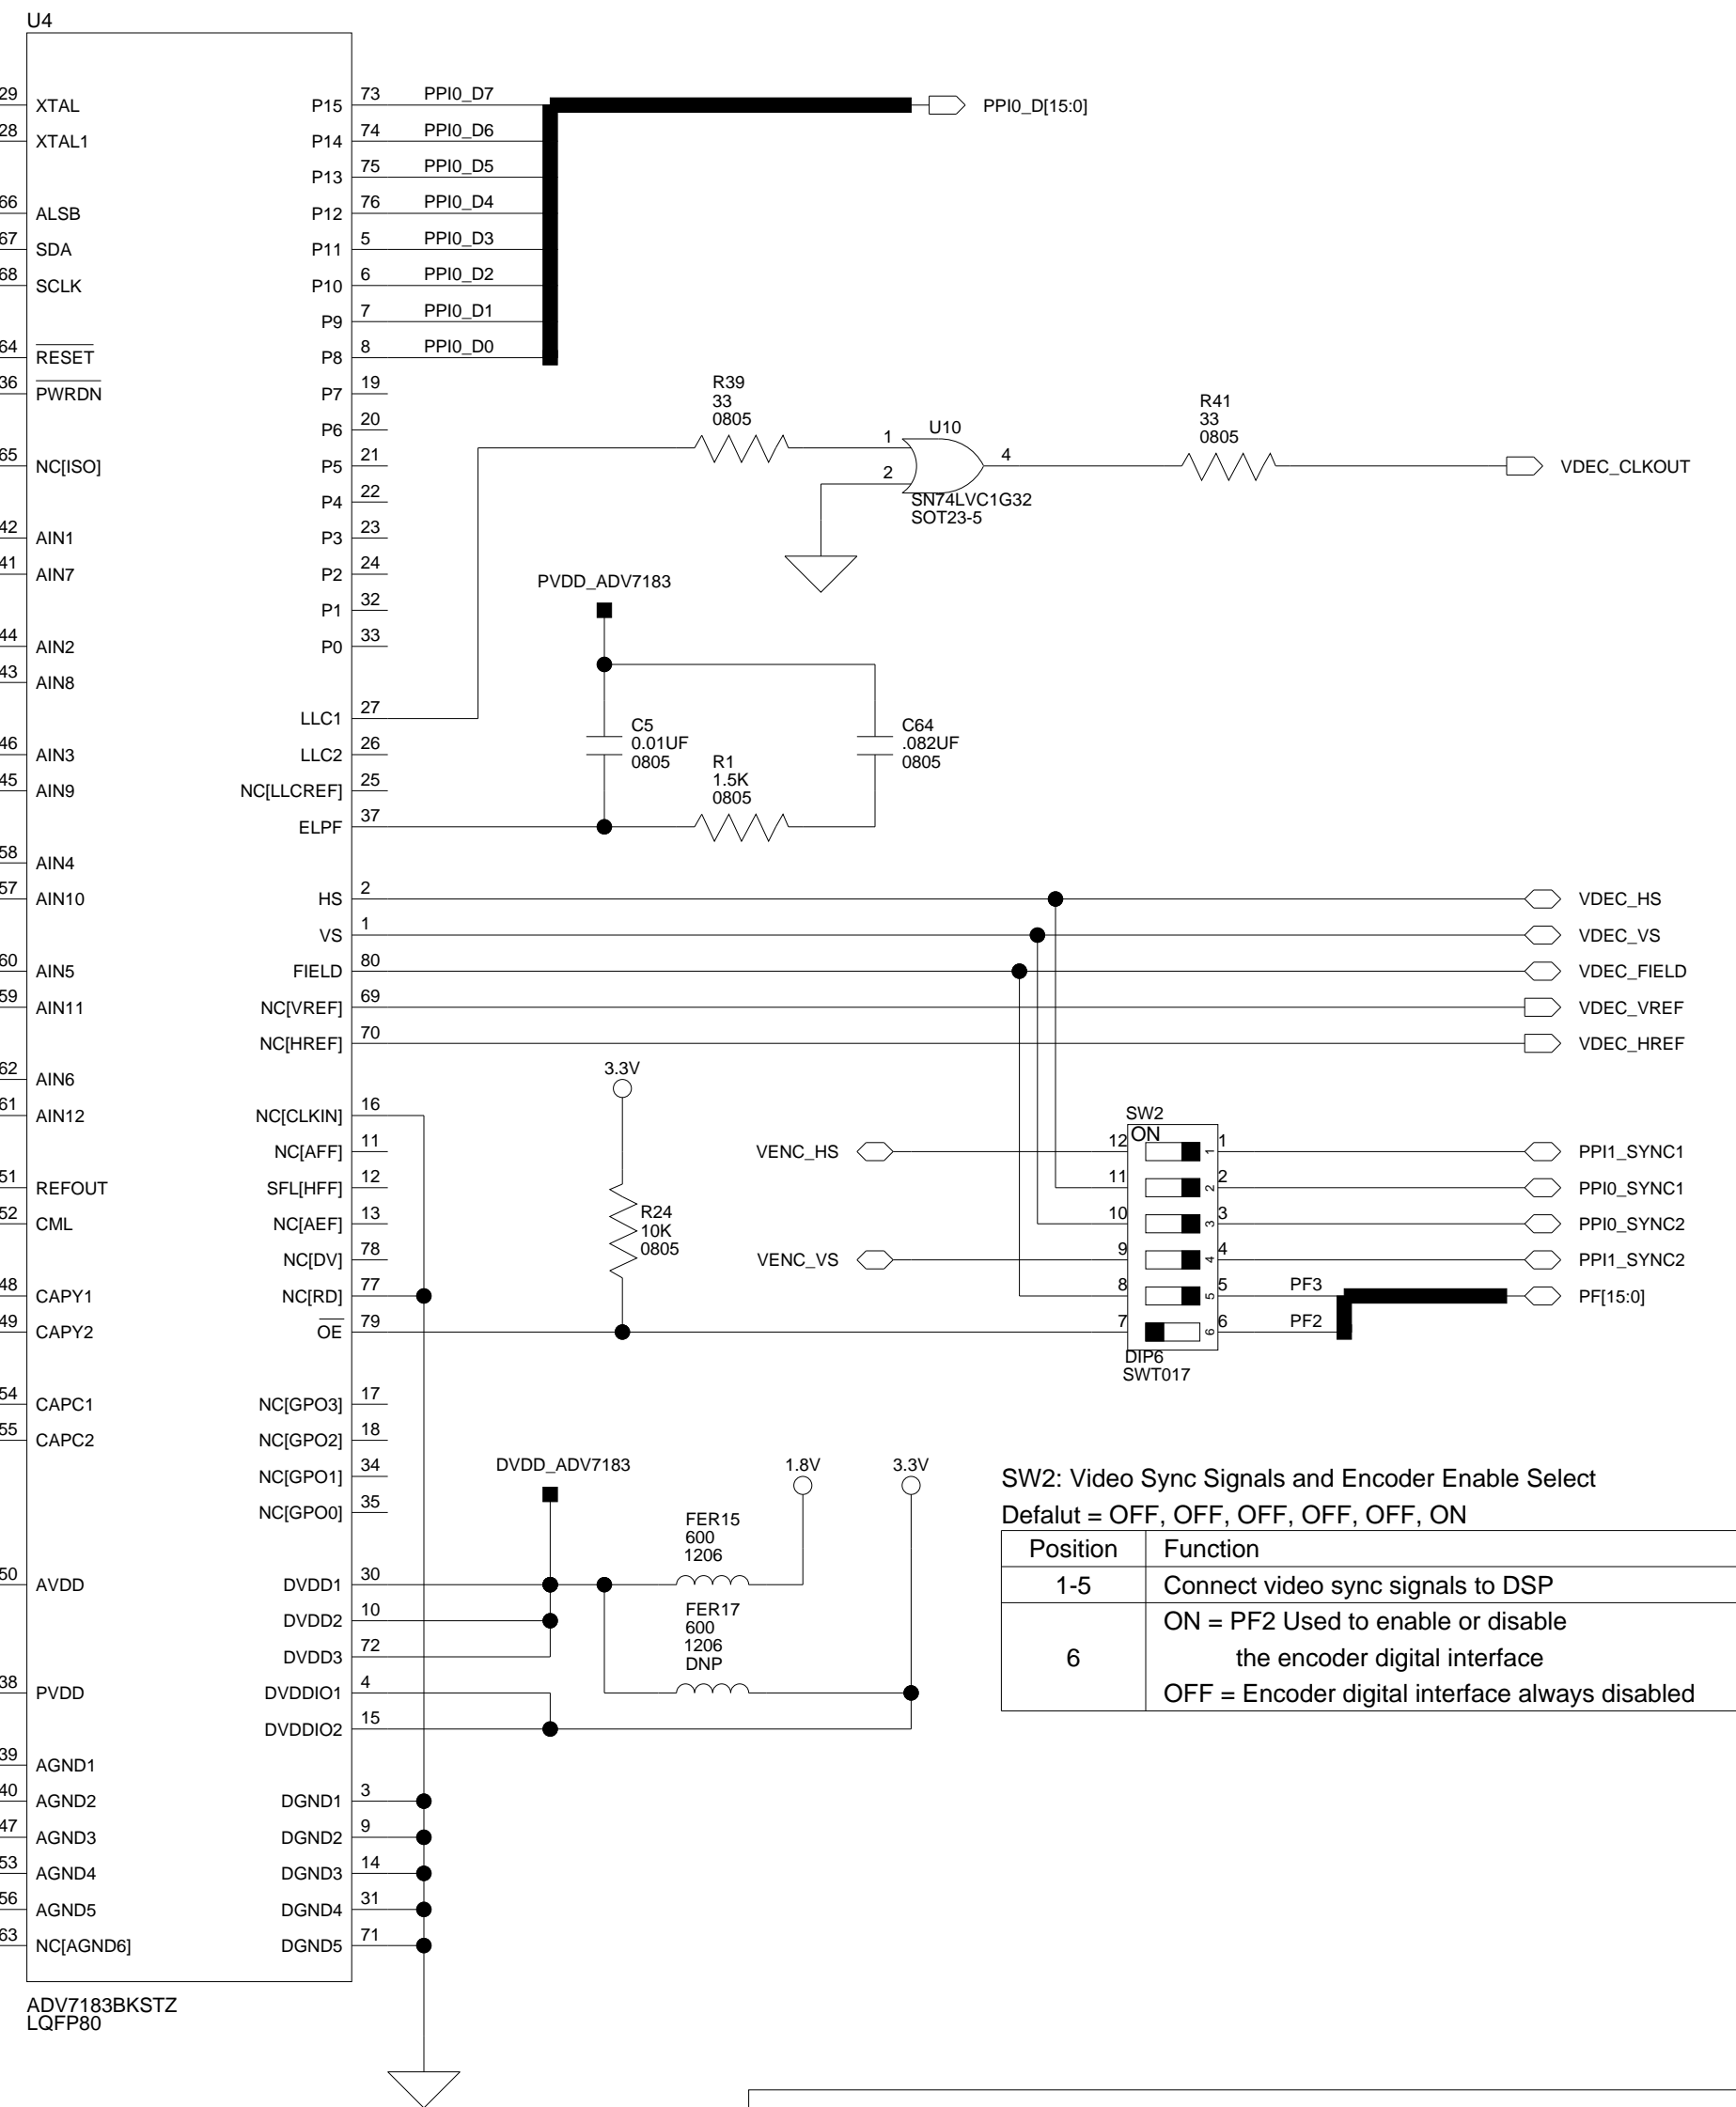 U4
29 XTAL P15 73 PPI0_D7 PPI0_D[15:0]
28 XTAL1 P14 74 PPI0_D6
P13 75 PPI0_D5
66 ALSB P12 76 PPI0_D4
67 SDA P11 5 PPI0_D3
68 SCLK P10 6 PPI0_D2
P9 7 PPI0_D1
64 RESET P8 8 PPI0_D0
36 PWRDN P7 19
P6 20
65 NC[ISO] P5 21
P4 22
42 AIN1 P3 23
41 AIN7 P2 24
P1 32
44 AIN2 P0 33
43 AIN8
LLC1 27
46 AIN3 LLC2 26
45 AIN9 NC[LLCREF] 25
ELPF 37
58 AIN4
57 AIN10 HS 2 VDEC_HS
VS 1 VDEC_VS
60 AIN5 FIELD 80 VDEC_FIELD
59 AIN11 NC[VREF] 69 VDEC_VREF
NC[HREF] 70 VDEC_HREF
62 AIN6
61 AIN12 NC[CLKIN] 16
NC[AFF] 11
51 REFOUT SFL[HFF] 12
52 CML NC[AEF] 13
NC[DV] 78
48 CAPY1 NC[RD] 77
49 CAPY2 OE 79
54 CAPC1 NC[GPO3] 17
55 CAPC2 NC[GPO2] 18
NC[GPO1] 34
NC[GPO0] 35
50 AVDD DVDD1 30
DVDD2 10
DVDD3 72
38 PVDD DVDDIO1 4
DVDDIO2 15
39 AGND1
40 AGND2 DGND1 3
47 AGND3 DGND2 9
53 AGND4 DGND3 14
56 AGND5 DGND4 31
63 NC[AGND6] DGND5 71
ADV7183BKSTZ
LQFP80
R39
33
0805
1
2
U10
4
SN74LVC1G32
SOT23-5
R41
33
0805
VDEC_CLKOUT
PVDD_ADV7183
C5
0.01UF
0805
R1
1.5K
0805
C64
.082UF
0805
3.3V
R24
10K
0805
SW2
ON
VENC_HS 12 1 1 PPI1_SYNC1
11 2 2 PPI0_SYNC1
10 3 3 PPI0_SYNC2
VENC_VS 9 4 4 PPI1_SYNC2
8 5 5 PF3 PF[15:0]
7 6 6 PF2
DIP6
SWT017
DVDD_ADV7183
1.8V
3.3V
FER15
600
1206
FER17
600
1206
DNP
SW2: Video Sync Signals and Encoder Enable Select
Defalut = OFF, OFF, OFF, OFF, OFF, ON
Position Function
1-5 Connect video sync signals to DSP
6 ON = PF2 Used to enable or disable
the encoder digital interface
OFF = Encoder digital interface always disabled